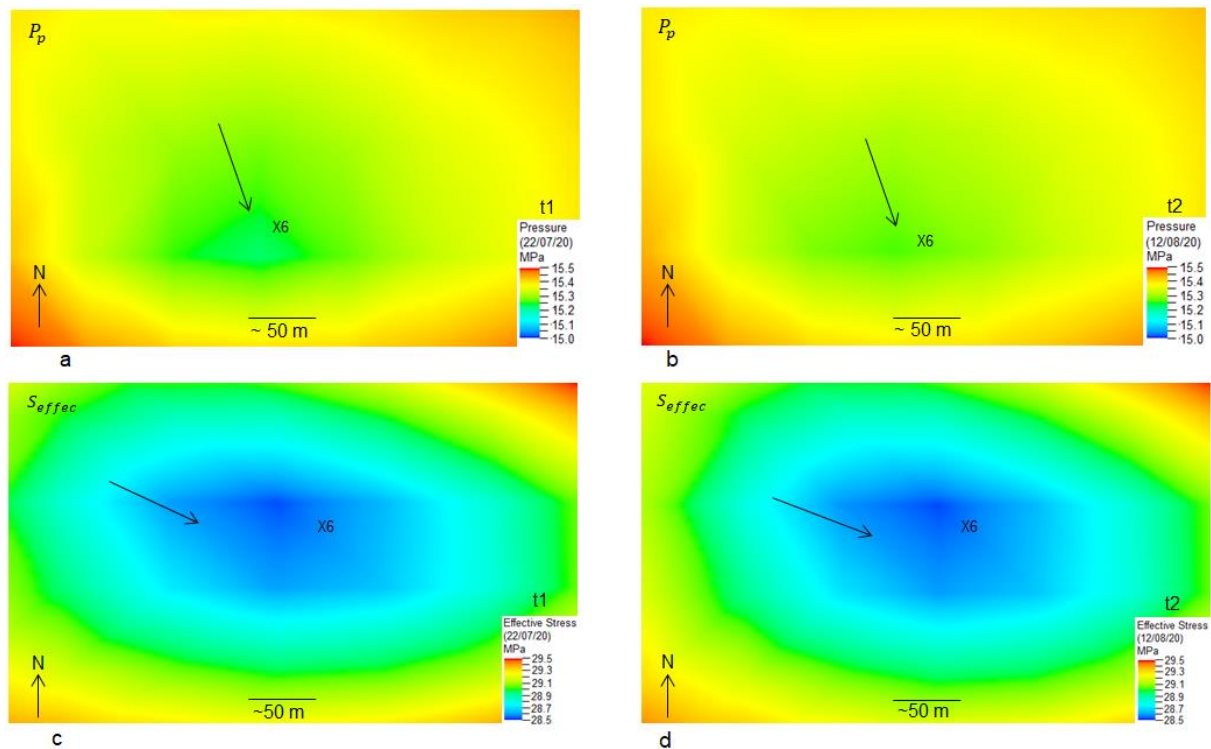 P_p
X6
t1
Pressure
(22/07/20)
MPa
15.5
15.4
15.3
15.2
15.1
15.0
N
~ 50 m
a
P_p
X6
t2
Pressure
(12/08/20)
MPa
15.5
15.4
15.3
15.2
15.1
15.0
N
~ 50 m
b
S_effec
X6
t1
Effective Stress
(22/07/20)
MPa
29.5
29.3
29.1
28.9
28.7
28.5
N
~50 m
c
S_effec
X6
t2
Effective Stress
(12/08/20)
MPa
29.5
29.3
29.1
28.9
28.7
28.5
N
~50 m
d